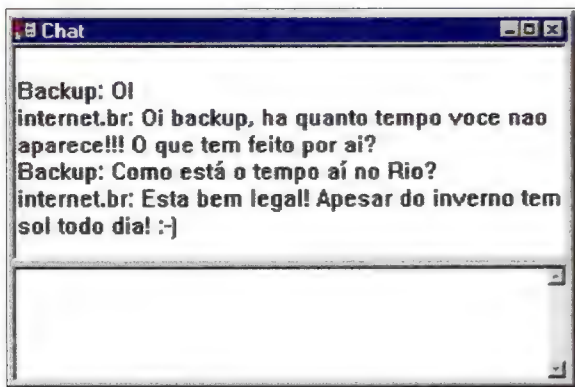 Chat
Backup: OI
internet.br: Oi backup, ha quanto tempo voce nao
aparece!!! O que tem feito por ai?
Backup: Como está o tempo aí no Rio?
internet.br: Esta bem legal! Apesar do inverno tem
sol todo dia! :-)